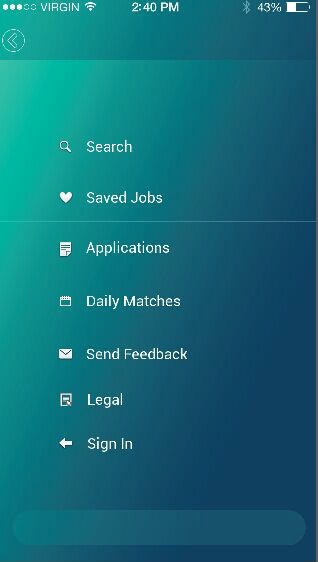 VIRGIN 2:40 PM 43%
Search
Saved Jobs
Applications
Daily Matches
Send Feedback
Legal
Sign In